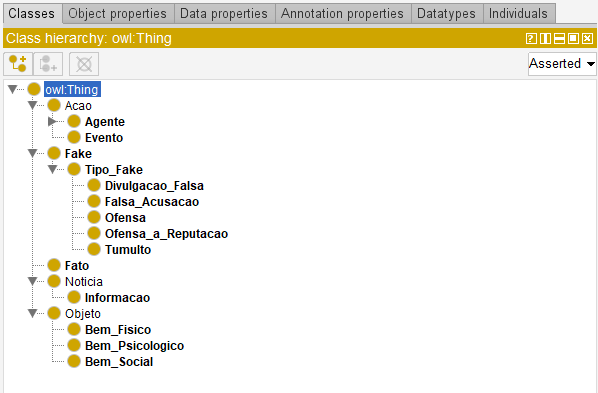 Classes Object properties Data properties Annotation properties Datatypes Individuals
Class hierarchy: owl:Thing
Asserted
owl:Thing
Acao
Agente
Evento
Fake
Tipo_Fake
Divulgacao_Falsa
Falsa_Acusacao
Ofensa
Ofensa_a_Reputacao
Tumulto
Fato
Noticia
Informacao
Objeto
Bem_Fisico
Bem_Psicologico
Bem_Social